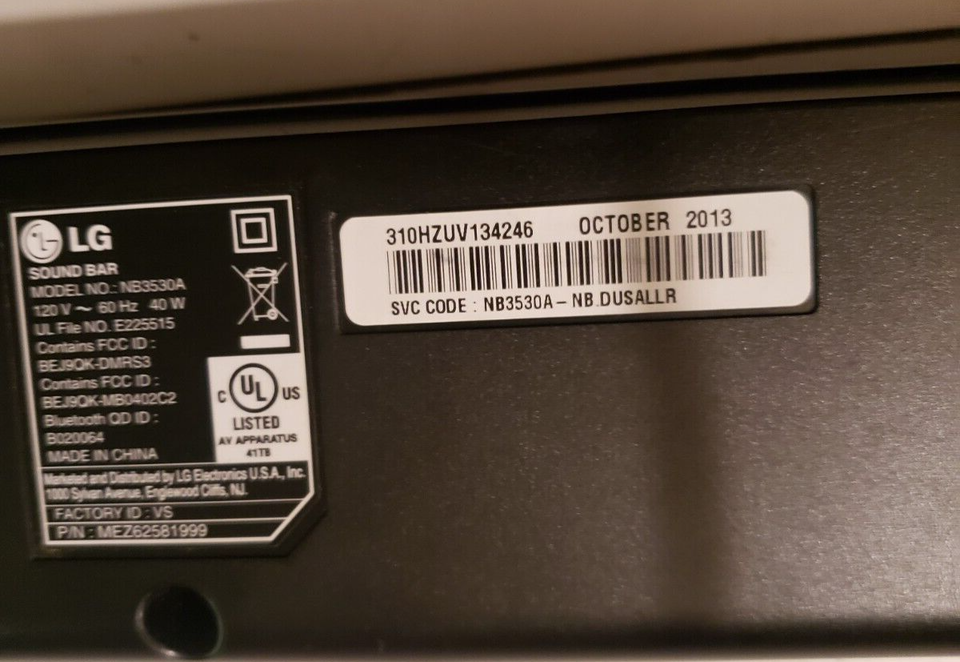 LG
SOUND BAR
MODEL NO.: NB3530A
120 V ~ 60 Hz 40 W
UL File NO. E225515
Contains FCC ID :
BEJ9QK-DMRS3
Contains FCC ID :
BEJ9QK-MB0402C2
Bluetooth QD ID :
B020064
MADE IN CHINA
C UL US
LISTED
AV APPARATUS
41TB
Marketed and Distributed by LG Electronics U.S.A., Inc.
1000 Sylvan Avenue, Englewood Cliffs, NJ.
FACTORY ID : VS
P/N : MEZ62581999
310HZUV134246 OCTOBER 2013
SVC CODE : NB3530A - NB.DUSALLR